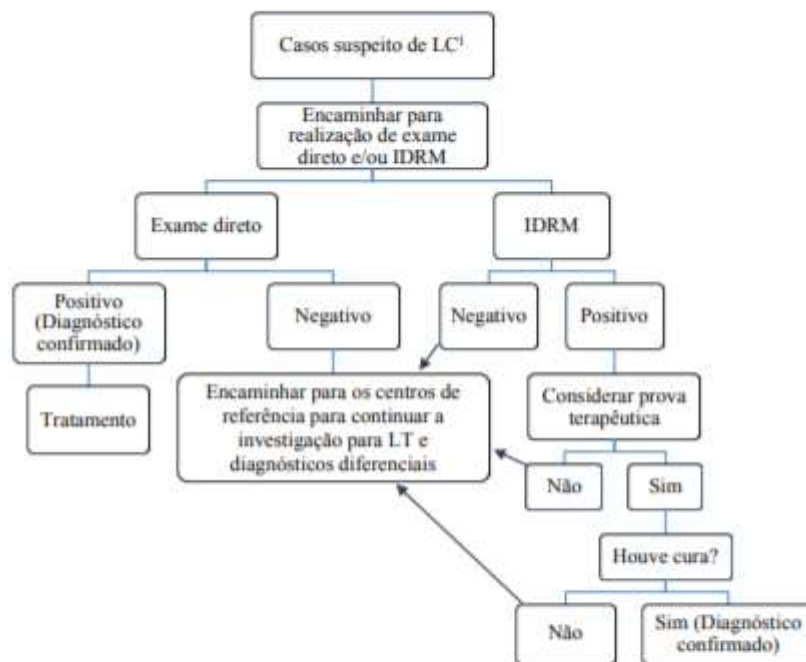 Casos suspeito de LC¹
Encaminhar para
realização de exame
direto e/ou IDRM
Exame direto
IDRM
Positivo
(Diagnóstico
confirmado)
Negativo
Negativo
Positivo
Tratamento
Encaminhar para os centros de
referência para continuar a
investigação para LT e
diagnósticos diferenciais
Considerar prova
terapêutica
Não
Sim
Houve cura?
Não
Sim (Diagnóstico
confirmado)